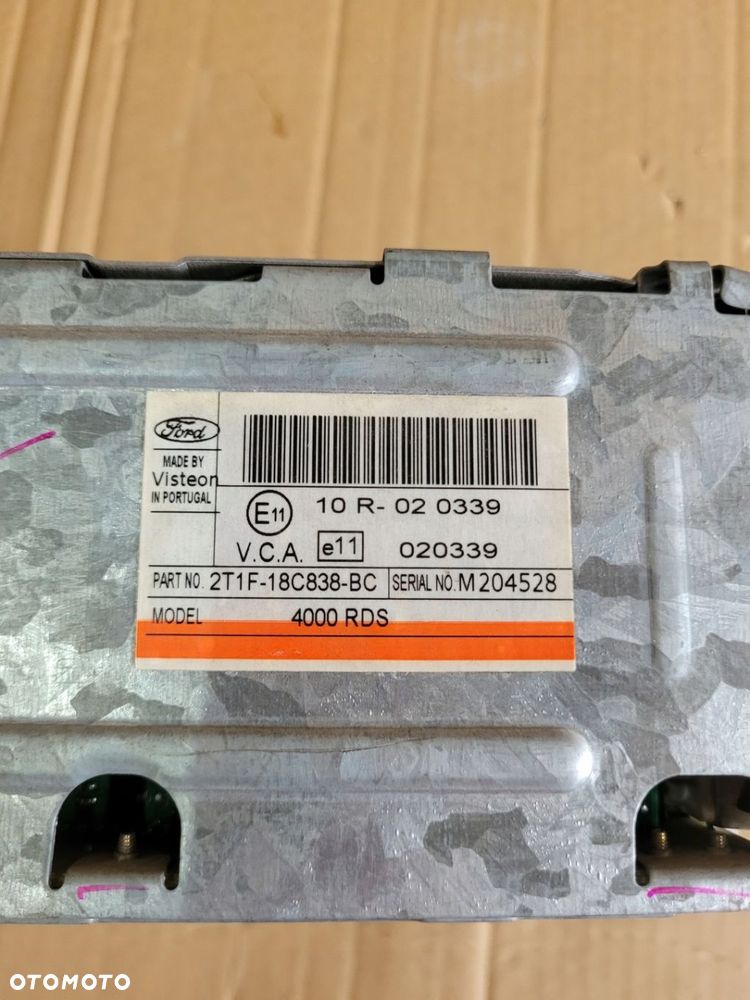 Ford
MADE BY
Visteon
IN PORTUGAL
E11 10 R- 02 0339
V.C.A. e11 020339
PART NO. 2T1F-18C838-BC SERIAL NO. M204528
MODEL 4000 RDS
OTOMOTO